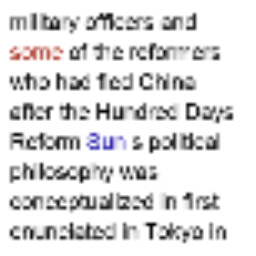 military officers and
some of the reformers
who had fled China
after the Hundred Days
Reform Sun s political
philosophy was
conceptualized in first
enunciated in Tokyo in